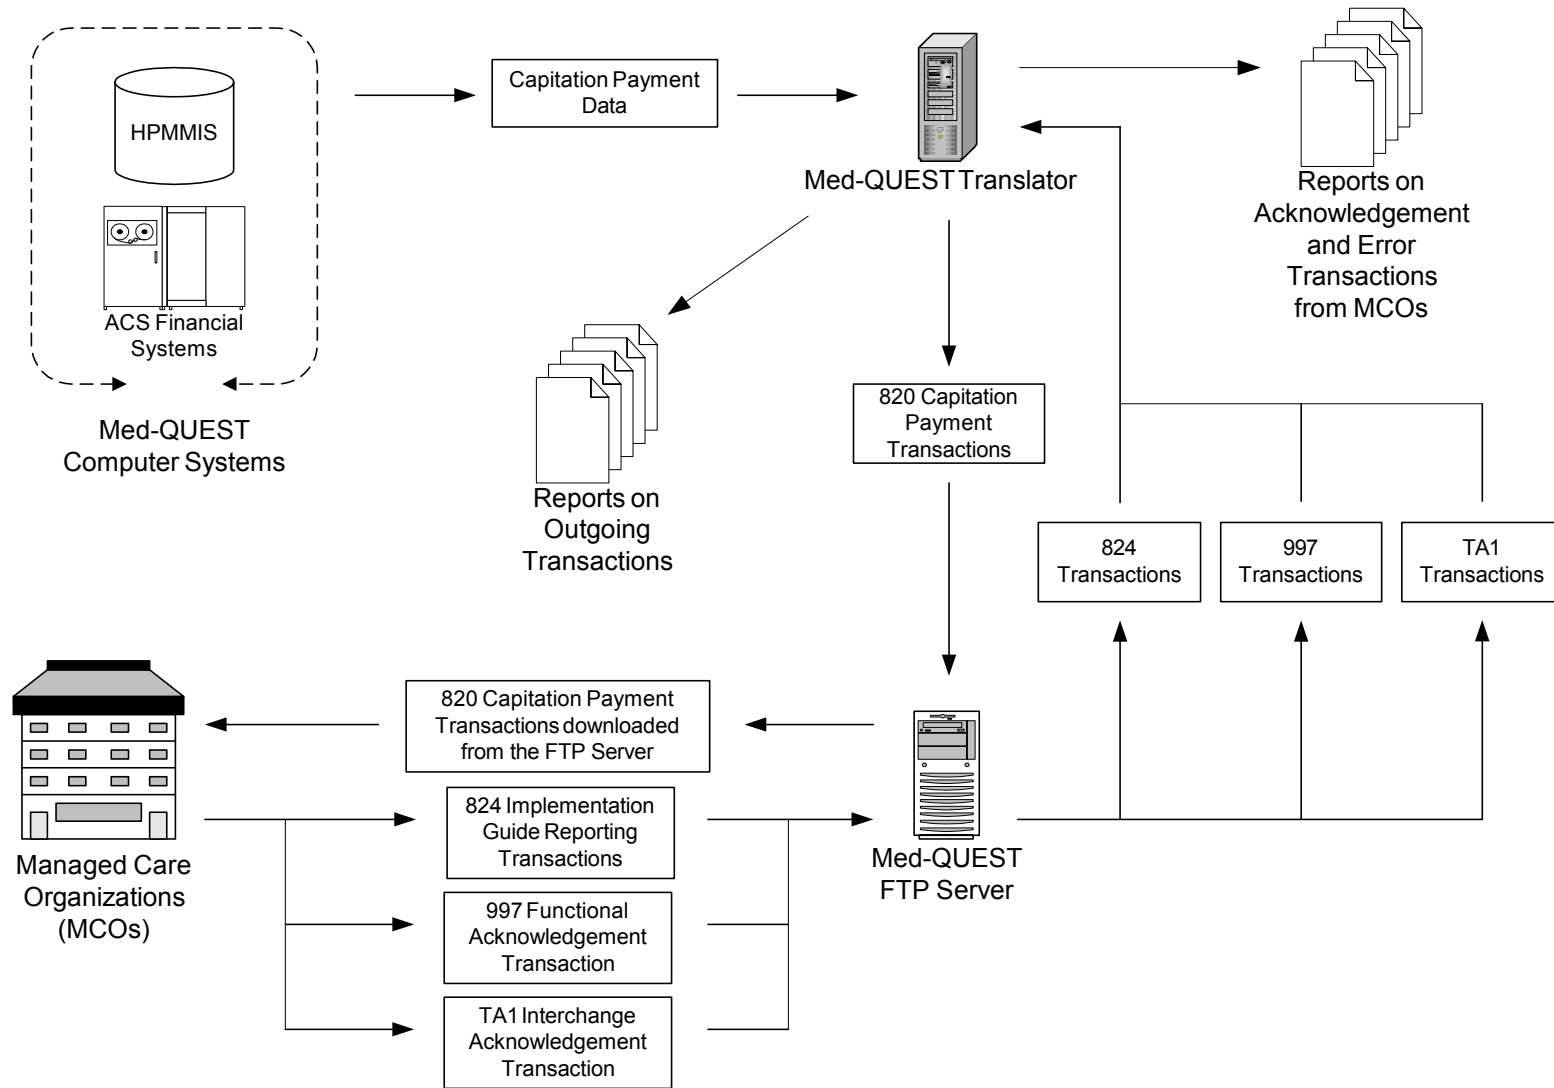 HPMMIS
ACS Financial
Systems
Med-QUEST
Computer Systems
Capitation Payment
Data
Med-QUEST Translator
Reports on
Acknowledgement
and Error
Transactions
from MCOs
Reports on
Outgoing
Transactions
820 Capitation
Payment
Transactions
824
Transactions
997
Transactions
TA1
Transactions
Managed Care
Organizations
(MCOs)
820 Capitation Payment
Transactions downloaded
from the FTP Server
824 Implementation
Guide Reporting
Transactions
997 Functional
Acknowledgement
Transaction
TA1 Interchange
Acknowledgement
Transaction
Med-QUEST
FTP Server